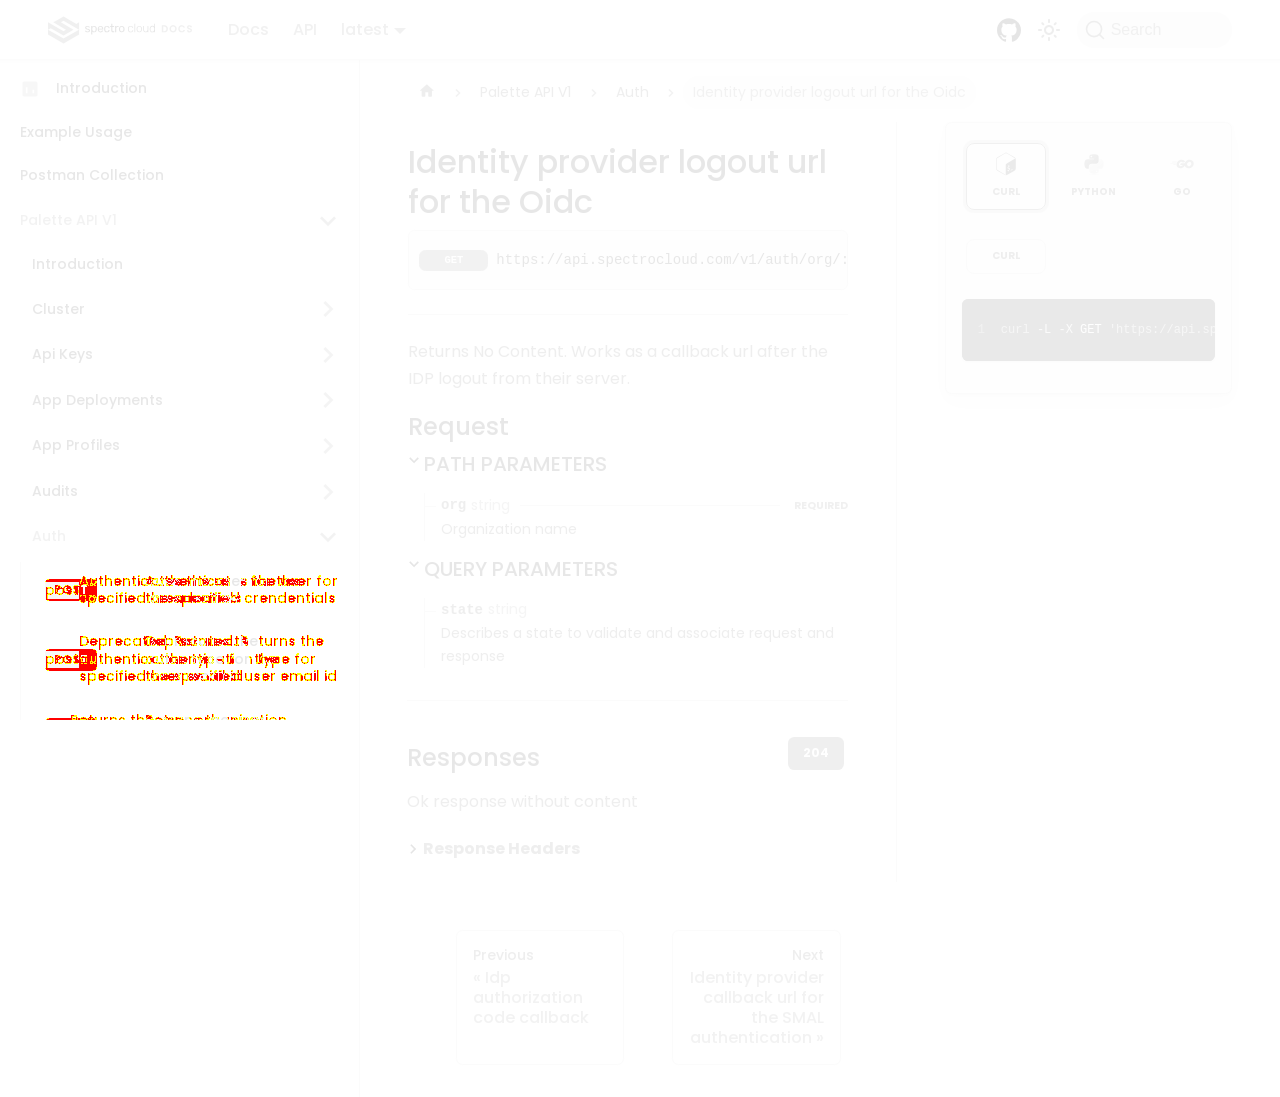 spectro cloud DOCS
Docs
API
latest
Search
Introduction
Example Usage
Postman Collection
Palette API V1
Introduction
Cluster
Api Keys
App Deployments
App Profiles
Audits
Auth
Palette API V1
Auth
Identity provider logout url for the Oidc
Identity provider logout url
for the Oidc
GET https://api.spectrocloud.com/v1/auth/org/:
Returns No Content. Works as a callback url after the
IDP logout from their server.
Request
PATH PARAMETERS
org string REQUIRED
Organization name
QUERY PARAMETERS
state string
Describes a state to validate and associate request and
response
Responses
204
Ok response without content
Response Headers
Previous
« Idp
authorization
code callback
Next
Identity provider
callback url for
the SMAL
authentication »
CURL
PYTHON
GO
CURL
1 curl -L -X GET 'https://api.sp